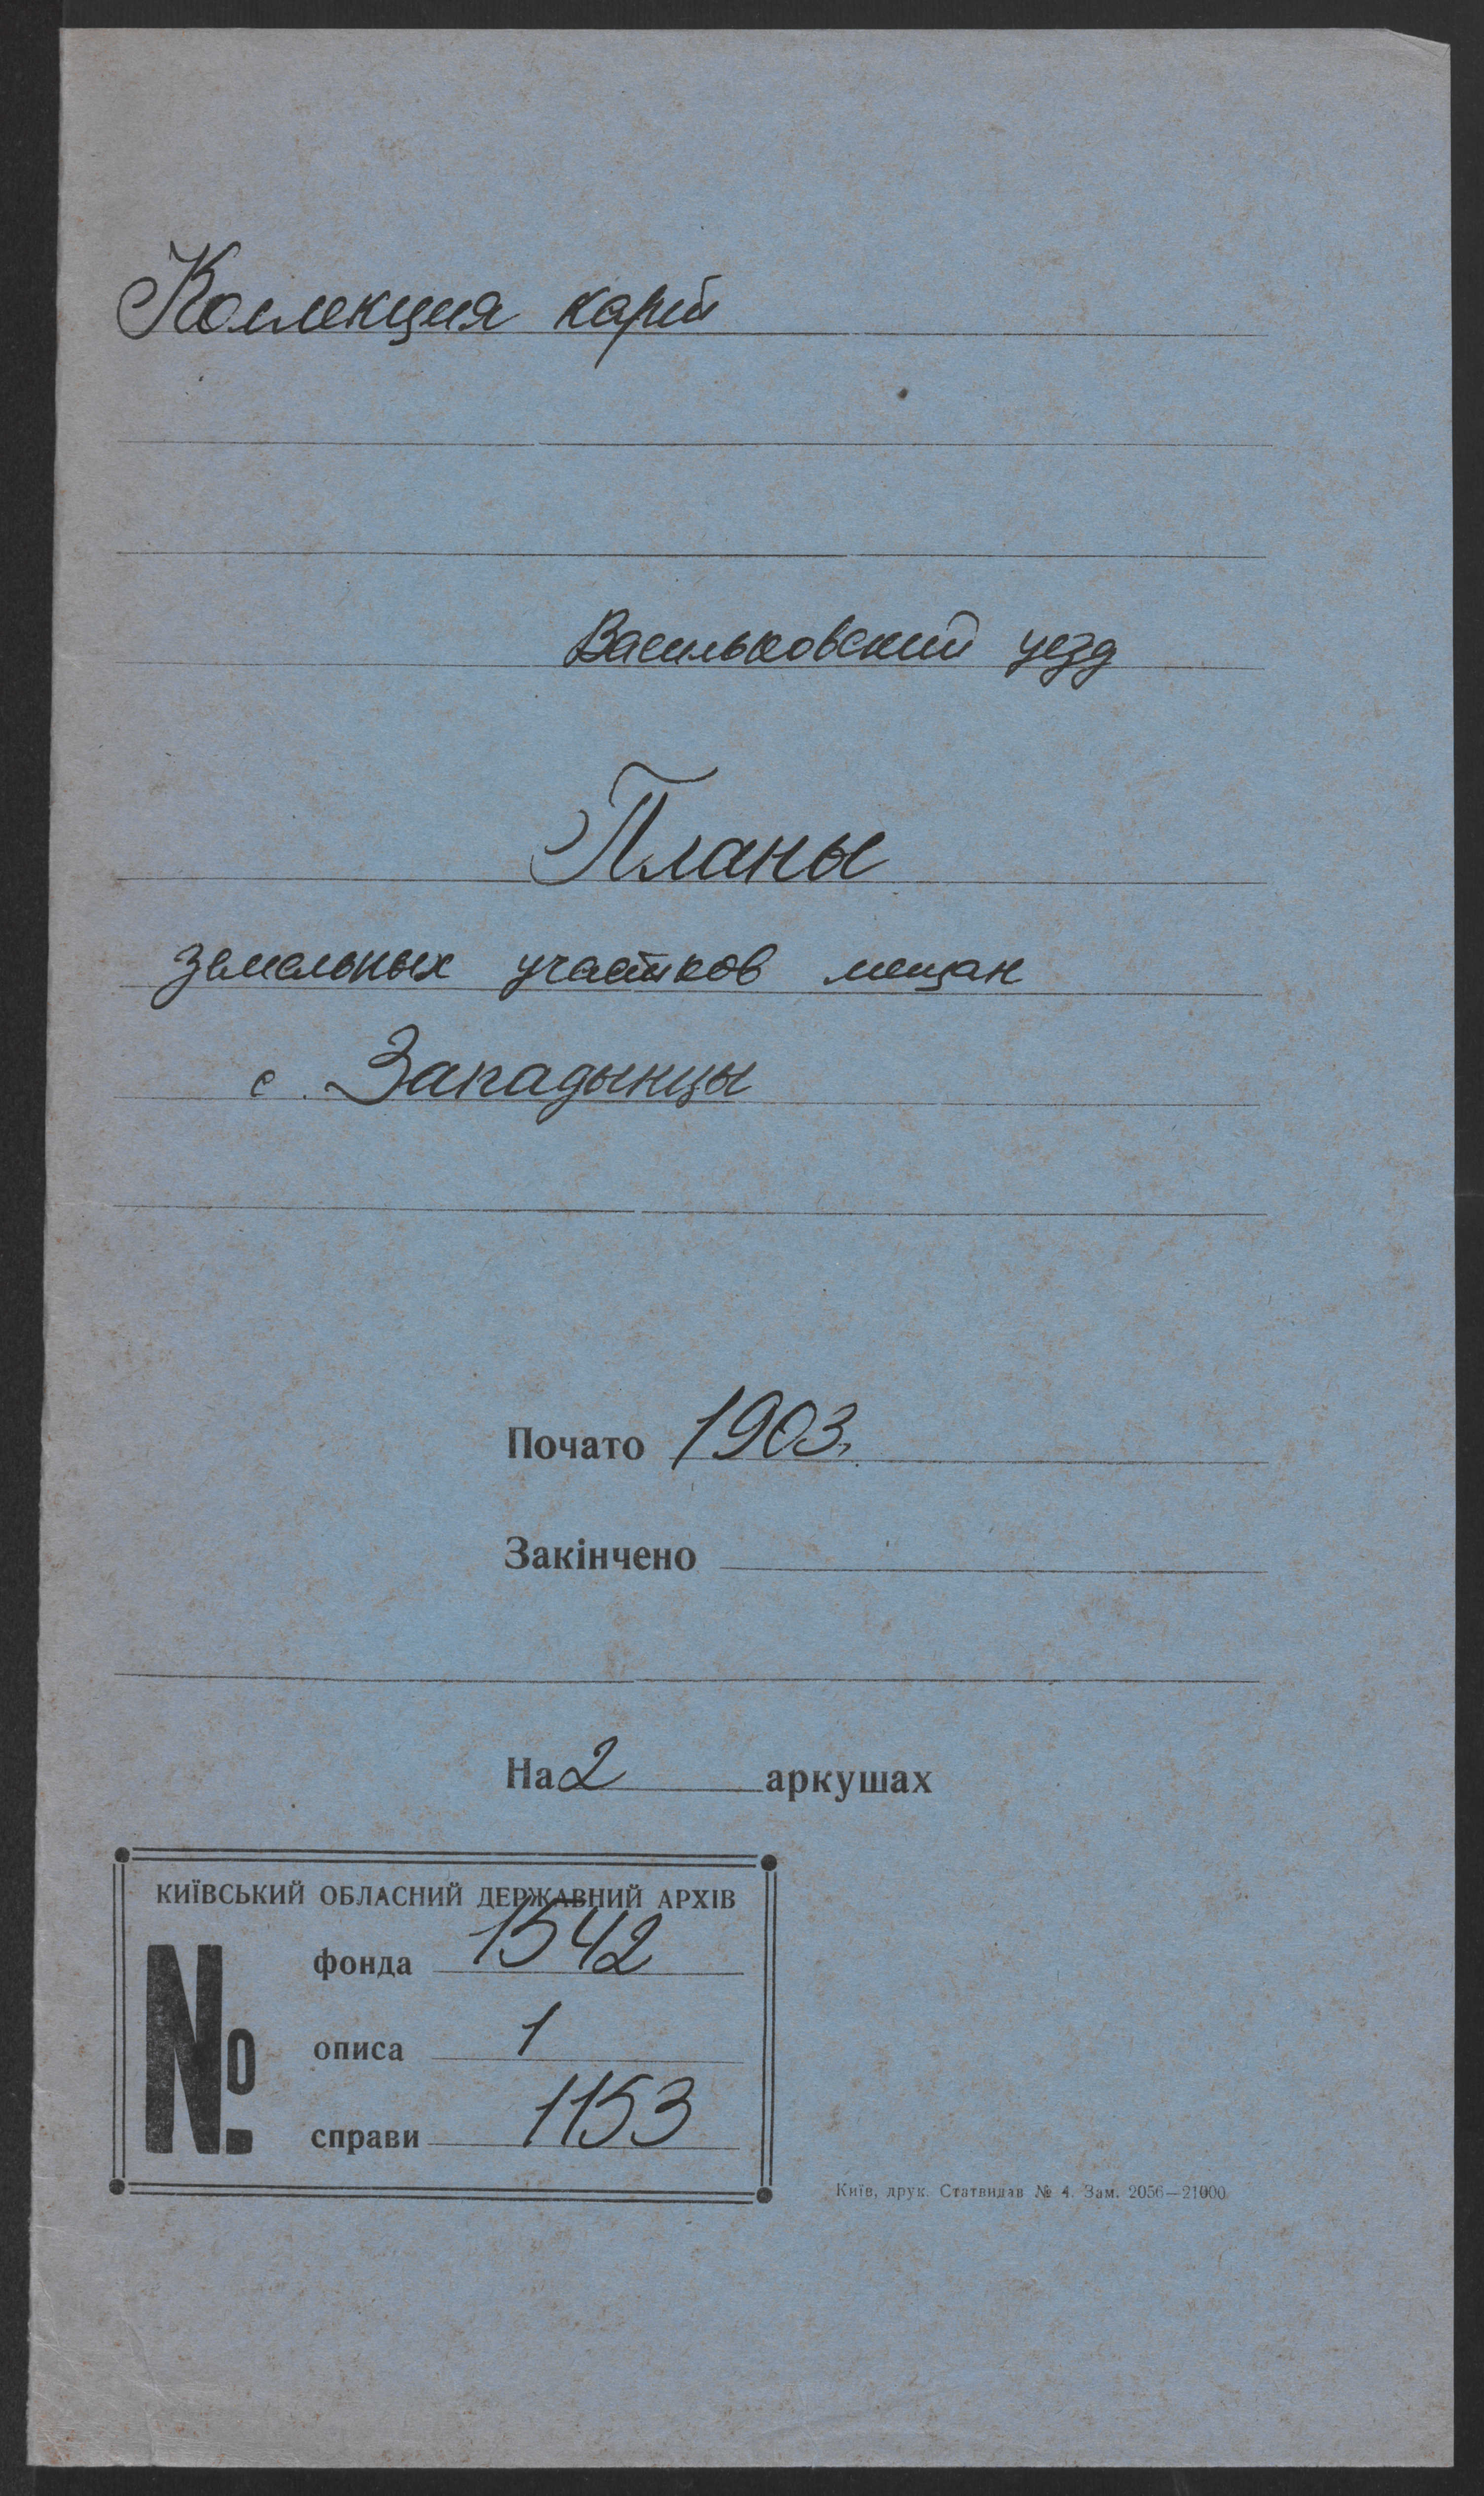 Коллекция карт
Васильковский уезд
Планы
земельных участков мещан
с. Западынцы
Почато 1903.
Закінчено
На 2 аркушах
КИЇВСЬКИЙ ОБЛАСНИЙ ДЕРЖАВНИЙ АРХІВ
№
фонда 1542
описа 1
справи 1153
Київ, друк. Статвидав № 4. Зам. 2056—21000